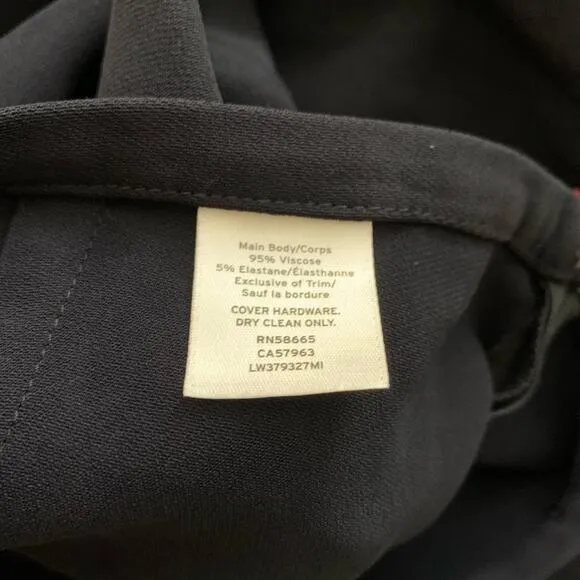 Main Body/Corps
95% Viscose
5% Elastane/Élasthanne
Exclusive of Trim/
Sauf la bordure
COVER HARDWARE.
DRY CLEAN ONLY.
RN58665
CA57963
LW379327MI